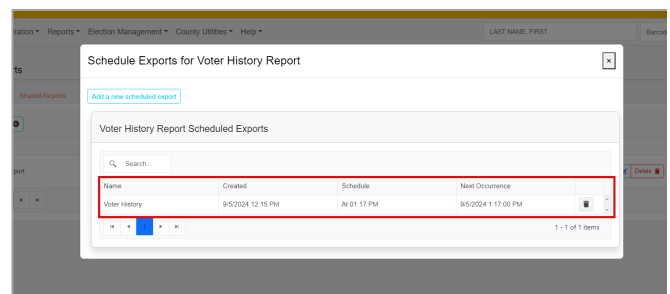 ration Reports Election Management County Utilities Help LAST NAME, FIRST Barcod
rts
Schedule Exports for Voter History Report ×
Shared Reports
Add a new scheduled export
Voter History Report Scheduled Exports
Search...
port Delete
Name Created Schedule Next Occurrence
Voter History 9/5/2024 12:15 PM At 01:17 PM 9/5/2024 1:17:00 PM
1 1 - 1 of 1 items